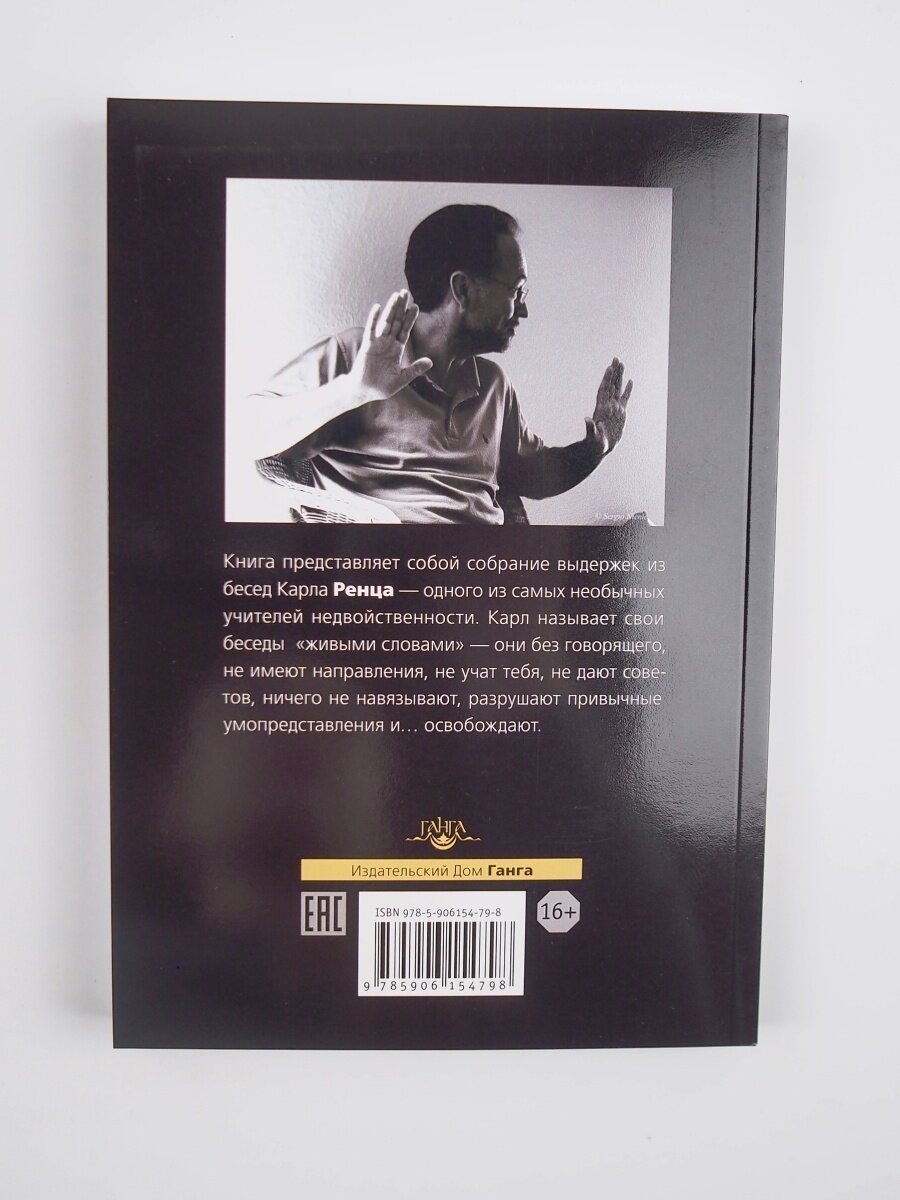 © Sergio
Книга представляет собой собрание выдержек из
бесед Карла Ренца — одного из самых необычных
учителей недвойственности. Карл называет свои
беседы «живыми словами» — они без говорящего,
не имеют направления, не учат тебя, не дают сове-
тов, ничего не навязывают, разрушают привычные
умопредставления и... освобождают.
ГАНГА
Издательский Дом Ганга
EAC
ISBN 978-5-906154-79-8
16+
9 785906 154798